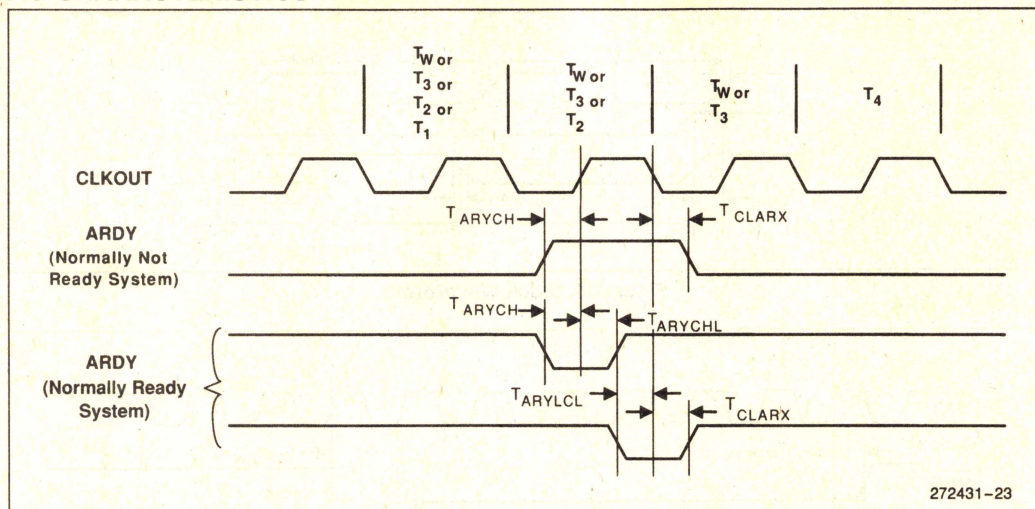 T_W or
T_3 or
T_2 or
T_1
T_W or
T_3 or
T_2
T_W or
T_3
T_4
CLKOUT
T_ARYCH
T_CLARX
ARDY
(Normally Not
Ready System)
T_ARYCH
T_ARYCHL
ARDY
(Normally Ready
System)
T_ARYLCL
T_CLARX
272431-23